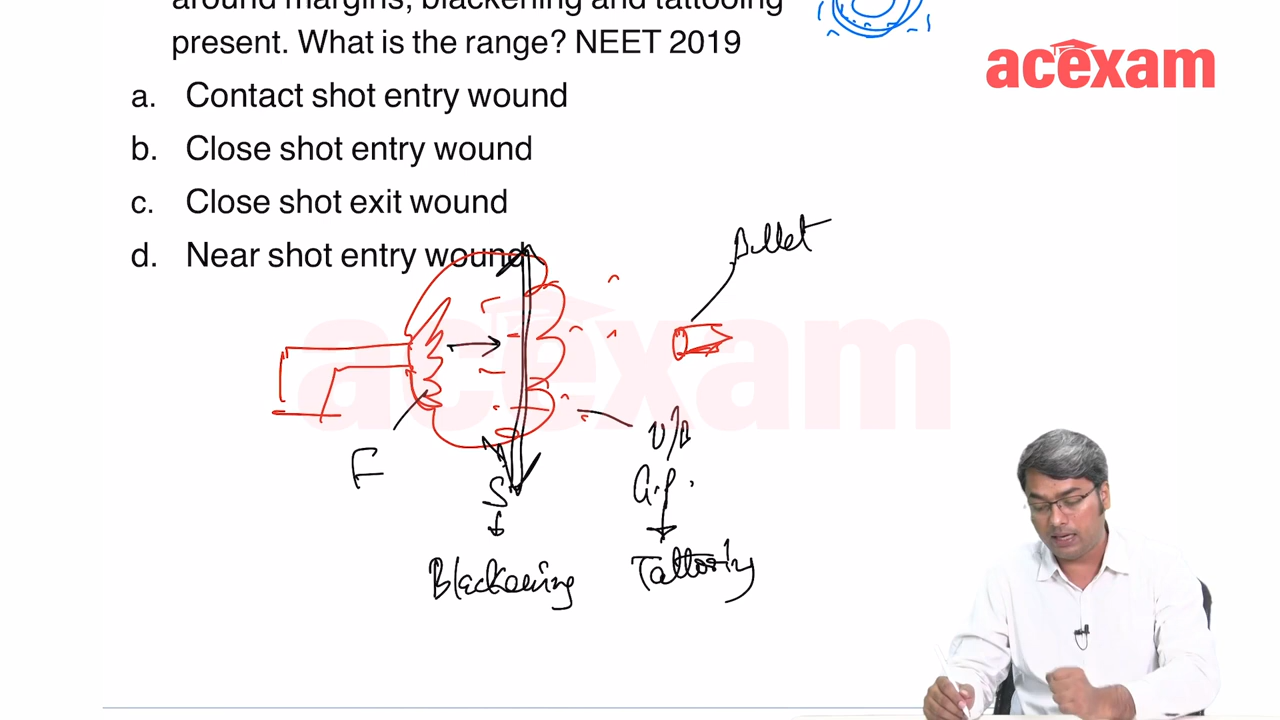 around margins, blackening and tattooing
present. What is the range? NEET 2019
acexam
a. Contact shot entry wound
b. Close shot entry wound
c. Close shot exit wound
d. Near shot entry wound
Bullet
acexam
F
S
U/B
G.P.
Blackening
Tattooing